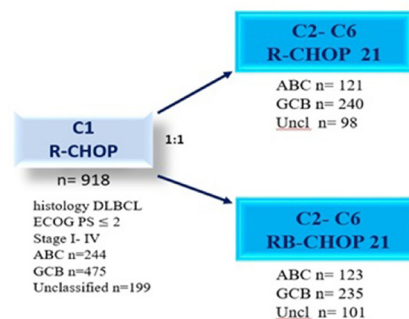 C1
R-CHOP
n= 918
histology DLBCL
ECOG PS ≤ 2
Stage I- IV
ABC n=244
GCB n=475
Unclassified n=199
1:1
C2- C6
R-CHOP 21
ABC n= 121
GCB n= 240
Uncl n= 98
C2- C6
RB-CHOP 21
ABC n= 123
GCB n= 235
Uncl n= 101